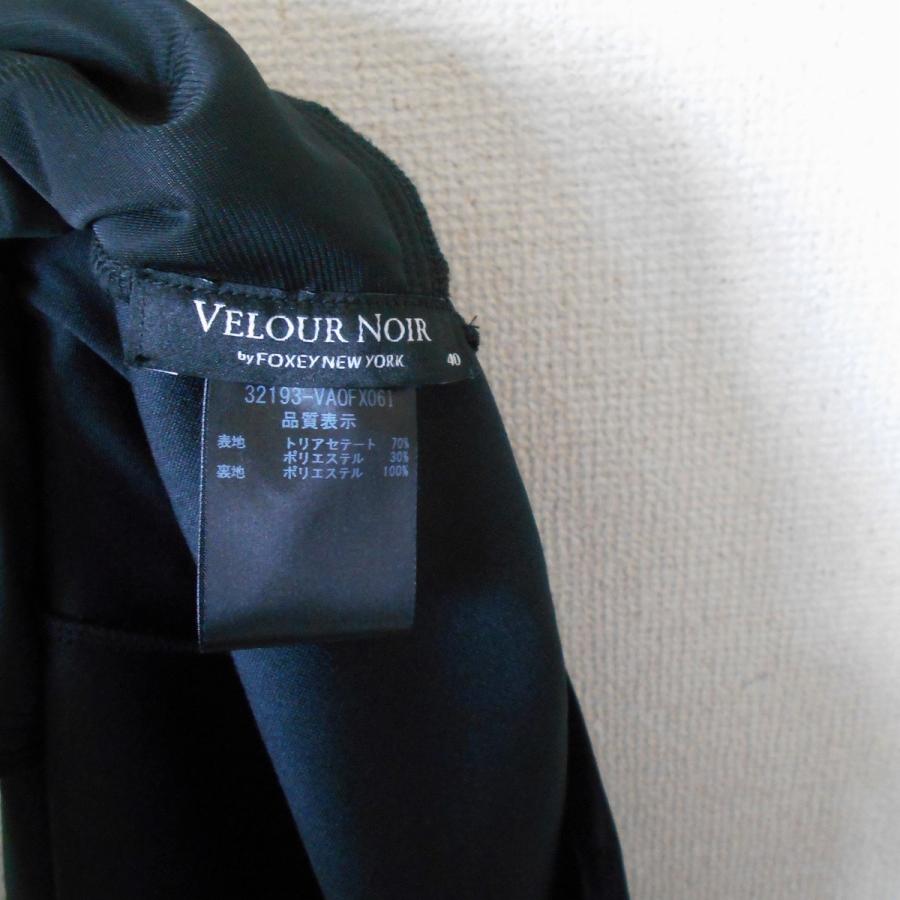 VELOUR NOIR
by FOXEY NEW YORK 40
32193-VAOFX061
品質表示
表地 トリアセテート 70%
ポリエステル 30%
裏地 ポリエステル 100%